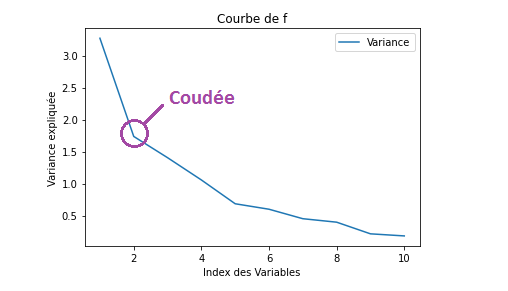 Courbe de f
Variance
Coudée
Variance expliquée
3.0
2.5
2.0
1.5
1.0
0.5
2 4 6 8 10
Index des Variables